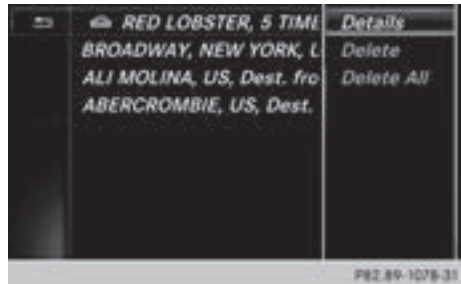 RED LOBSTER, 5 TIME
BROADWAY, NEW YORK, U
ALI MOLINA, US, Dest. fro
ABERCROMBIE, US, Dest.
Details
Delete
Delete All
P82.89-1078-31